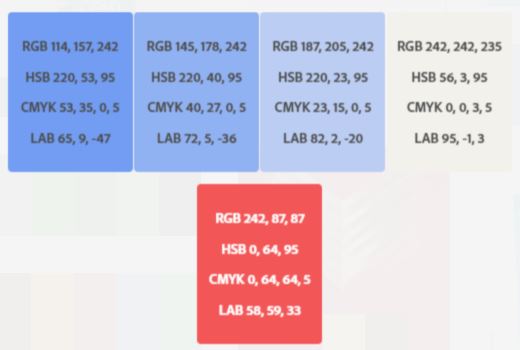 RGB 114, 157, 242
HSB 220, 53, 95
CMYK 53, 35, 0, 5
LAB 65, 9, -47
RGB 145, 178, 242
HSB 220, 40, 95
CMYK 40, 27, 0, 5
LAB 72, 5, -36
RGB 187, 205, 242
HSB 220, 23, 95
CMYK 23, 15, 0, 5
LAB 82, 2, -20
RGB 242, 242, 235
HSB 56, 3, 95
CMYK 0, 0, 3, 5
LAB 95, -1, 3
RGB 242, 87, 87
HSB 0, 64, 95
CMYK 0, 64, 64, 5
LAB 58, 59, 33